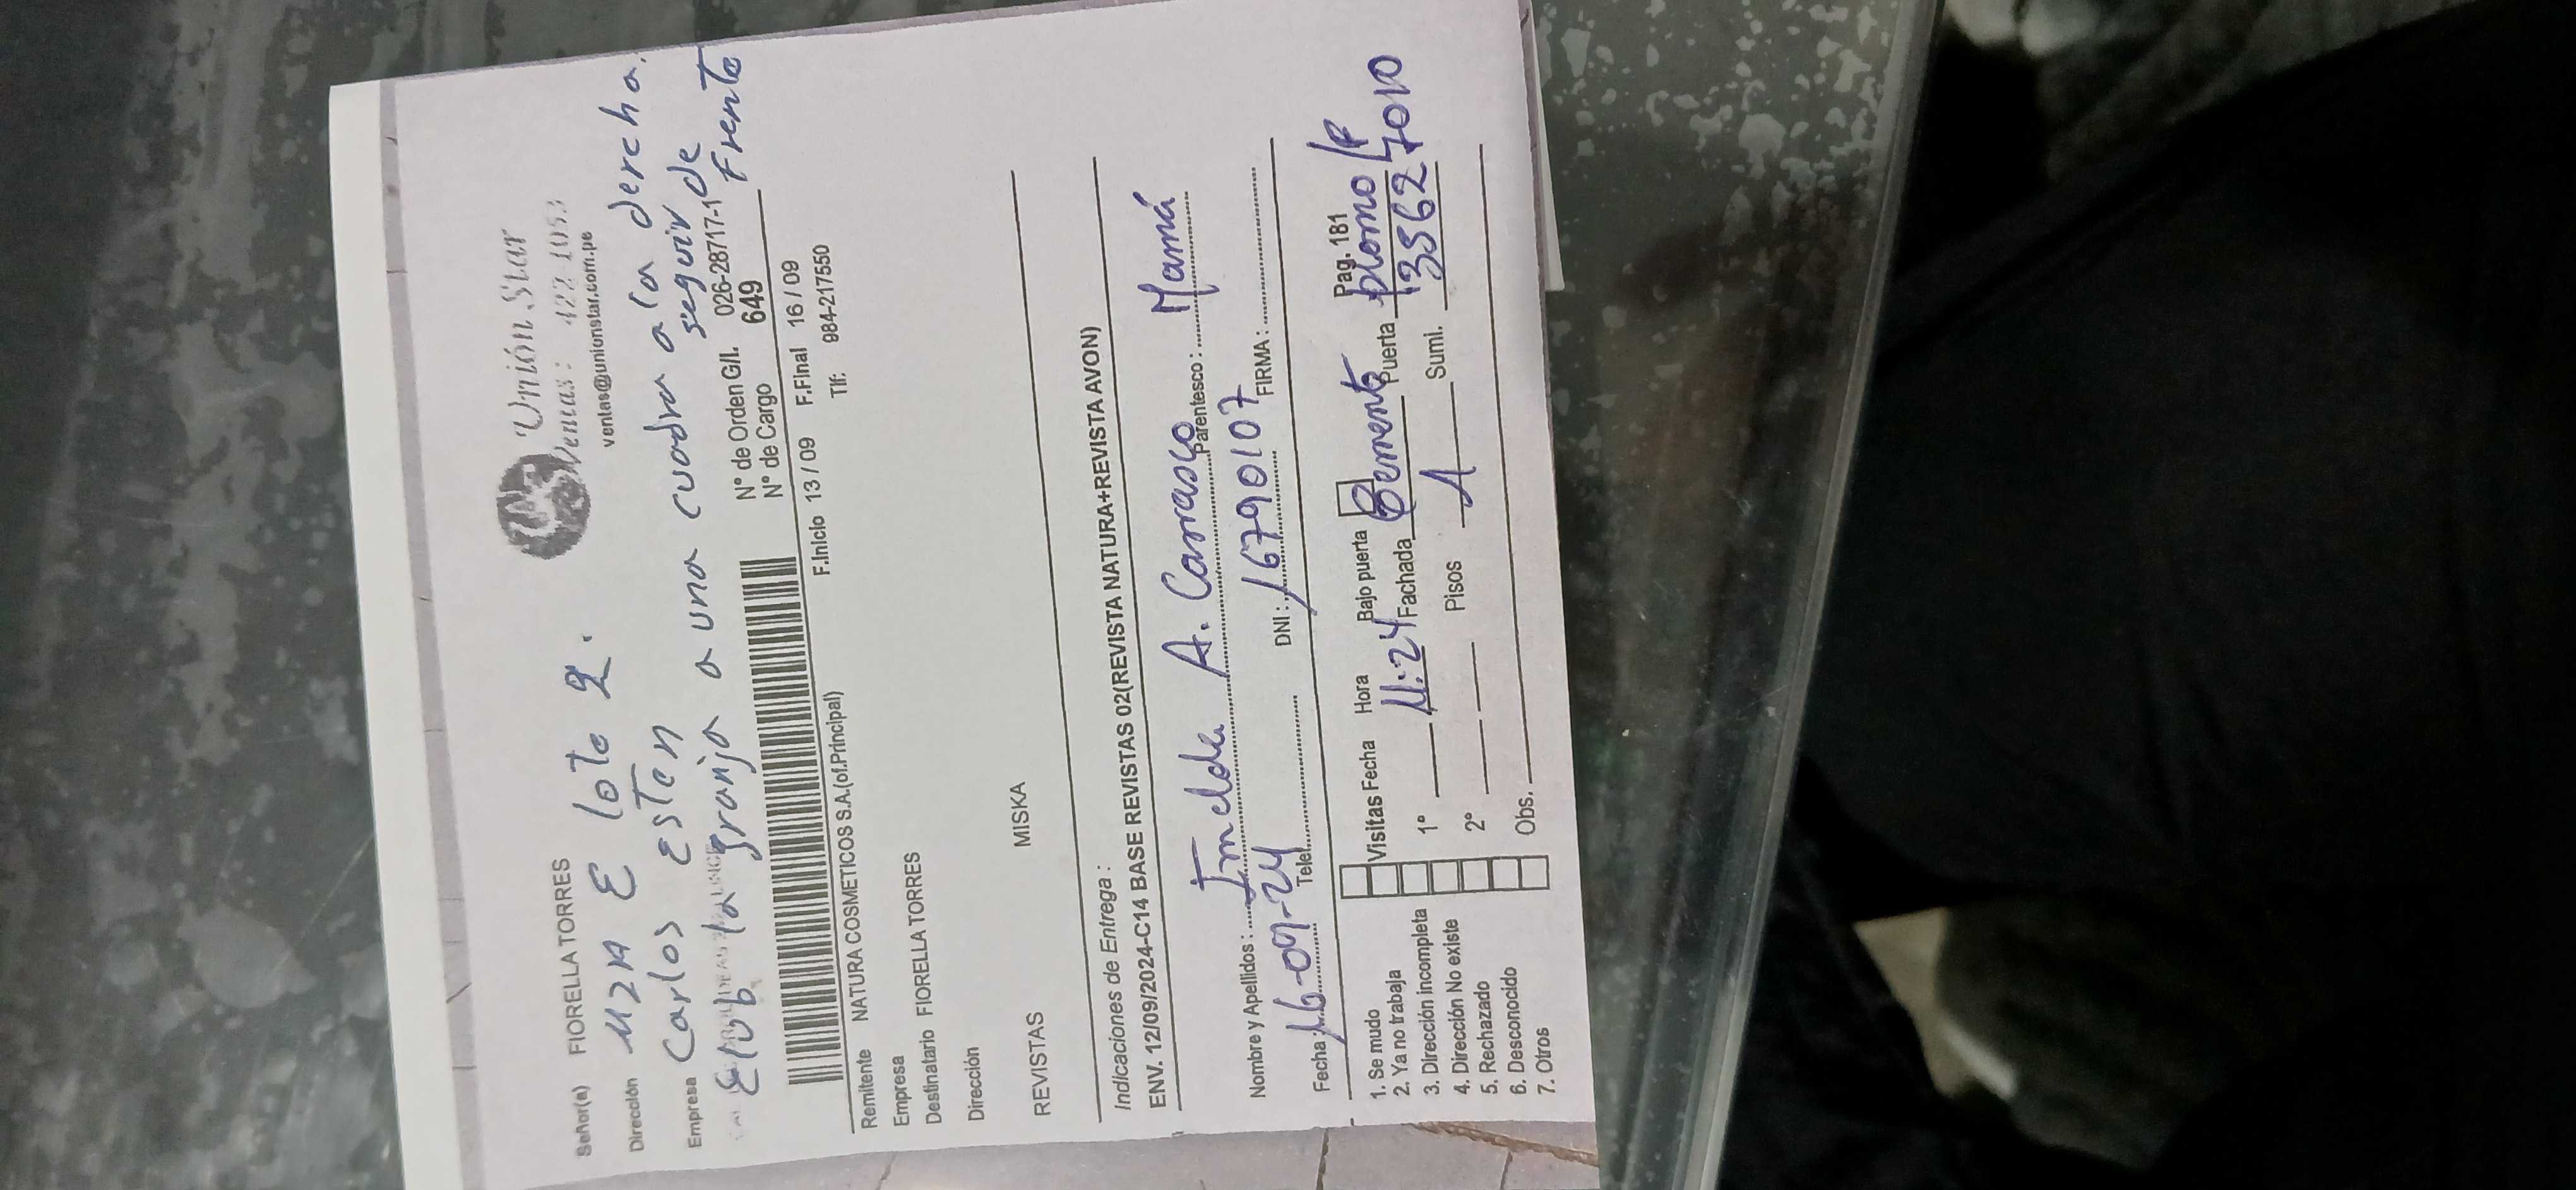 Unión Star
Ventas: 422 1053
ventas@unionstar.com.pe
Señor(a) FIORELLA TORRES
Dirección MZM E lote 2.
Empresa Carlos Esten
a una cuadra a la derecha.
la granja
seguir de
Frente
N° de Orden G/I. 026-28717-1
N° de Cargo 649
F.Inicio 13 / 09 F.Final 16 / 09
Remitente NATURA COSMETICOS S.A.(of.Principal) Tlf: 984-217550
Empresa
Destinatario FIORELLA TORRES
Dirección
REVISTAS MISKA
Indicaciones de Entrega :
ENV. 12/09/2024-C14 BASE REVISTAS 02(REVISTA NATURA+REVISTA AVON)
Nombre y Apellidos : Imelda A. Carrasco Parentesco : Mamá
Fecha 16-09-24 Telef. DNI : 16790107 FIRMA :
Pag. 181
1. Se mudo Visitas Fecha Hora Bajo puerta
2. Ya no trabaja
3. Dirección incompleta 1° 11:24 Fachada Cemento Puerta plomo
4. Dirección No existe
5. Rechazado 2° Pisos 1 Sumi.
6. Desconocido
7. Otros Obs.